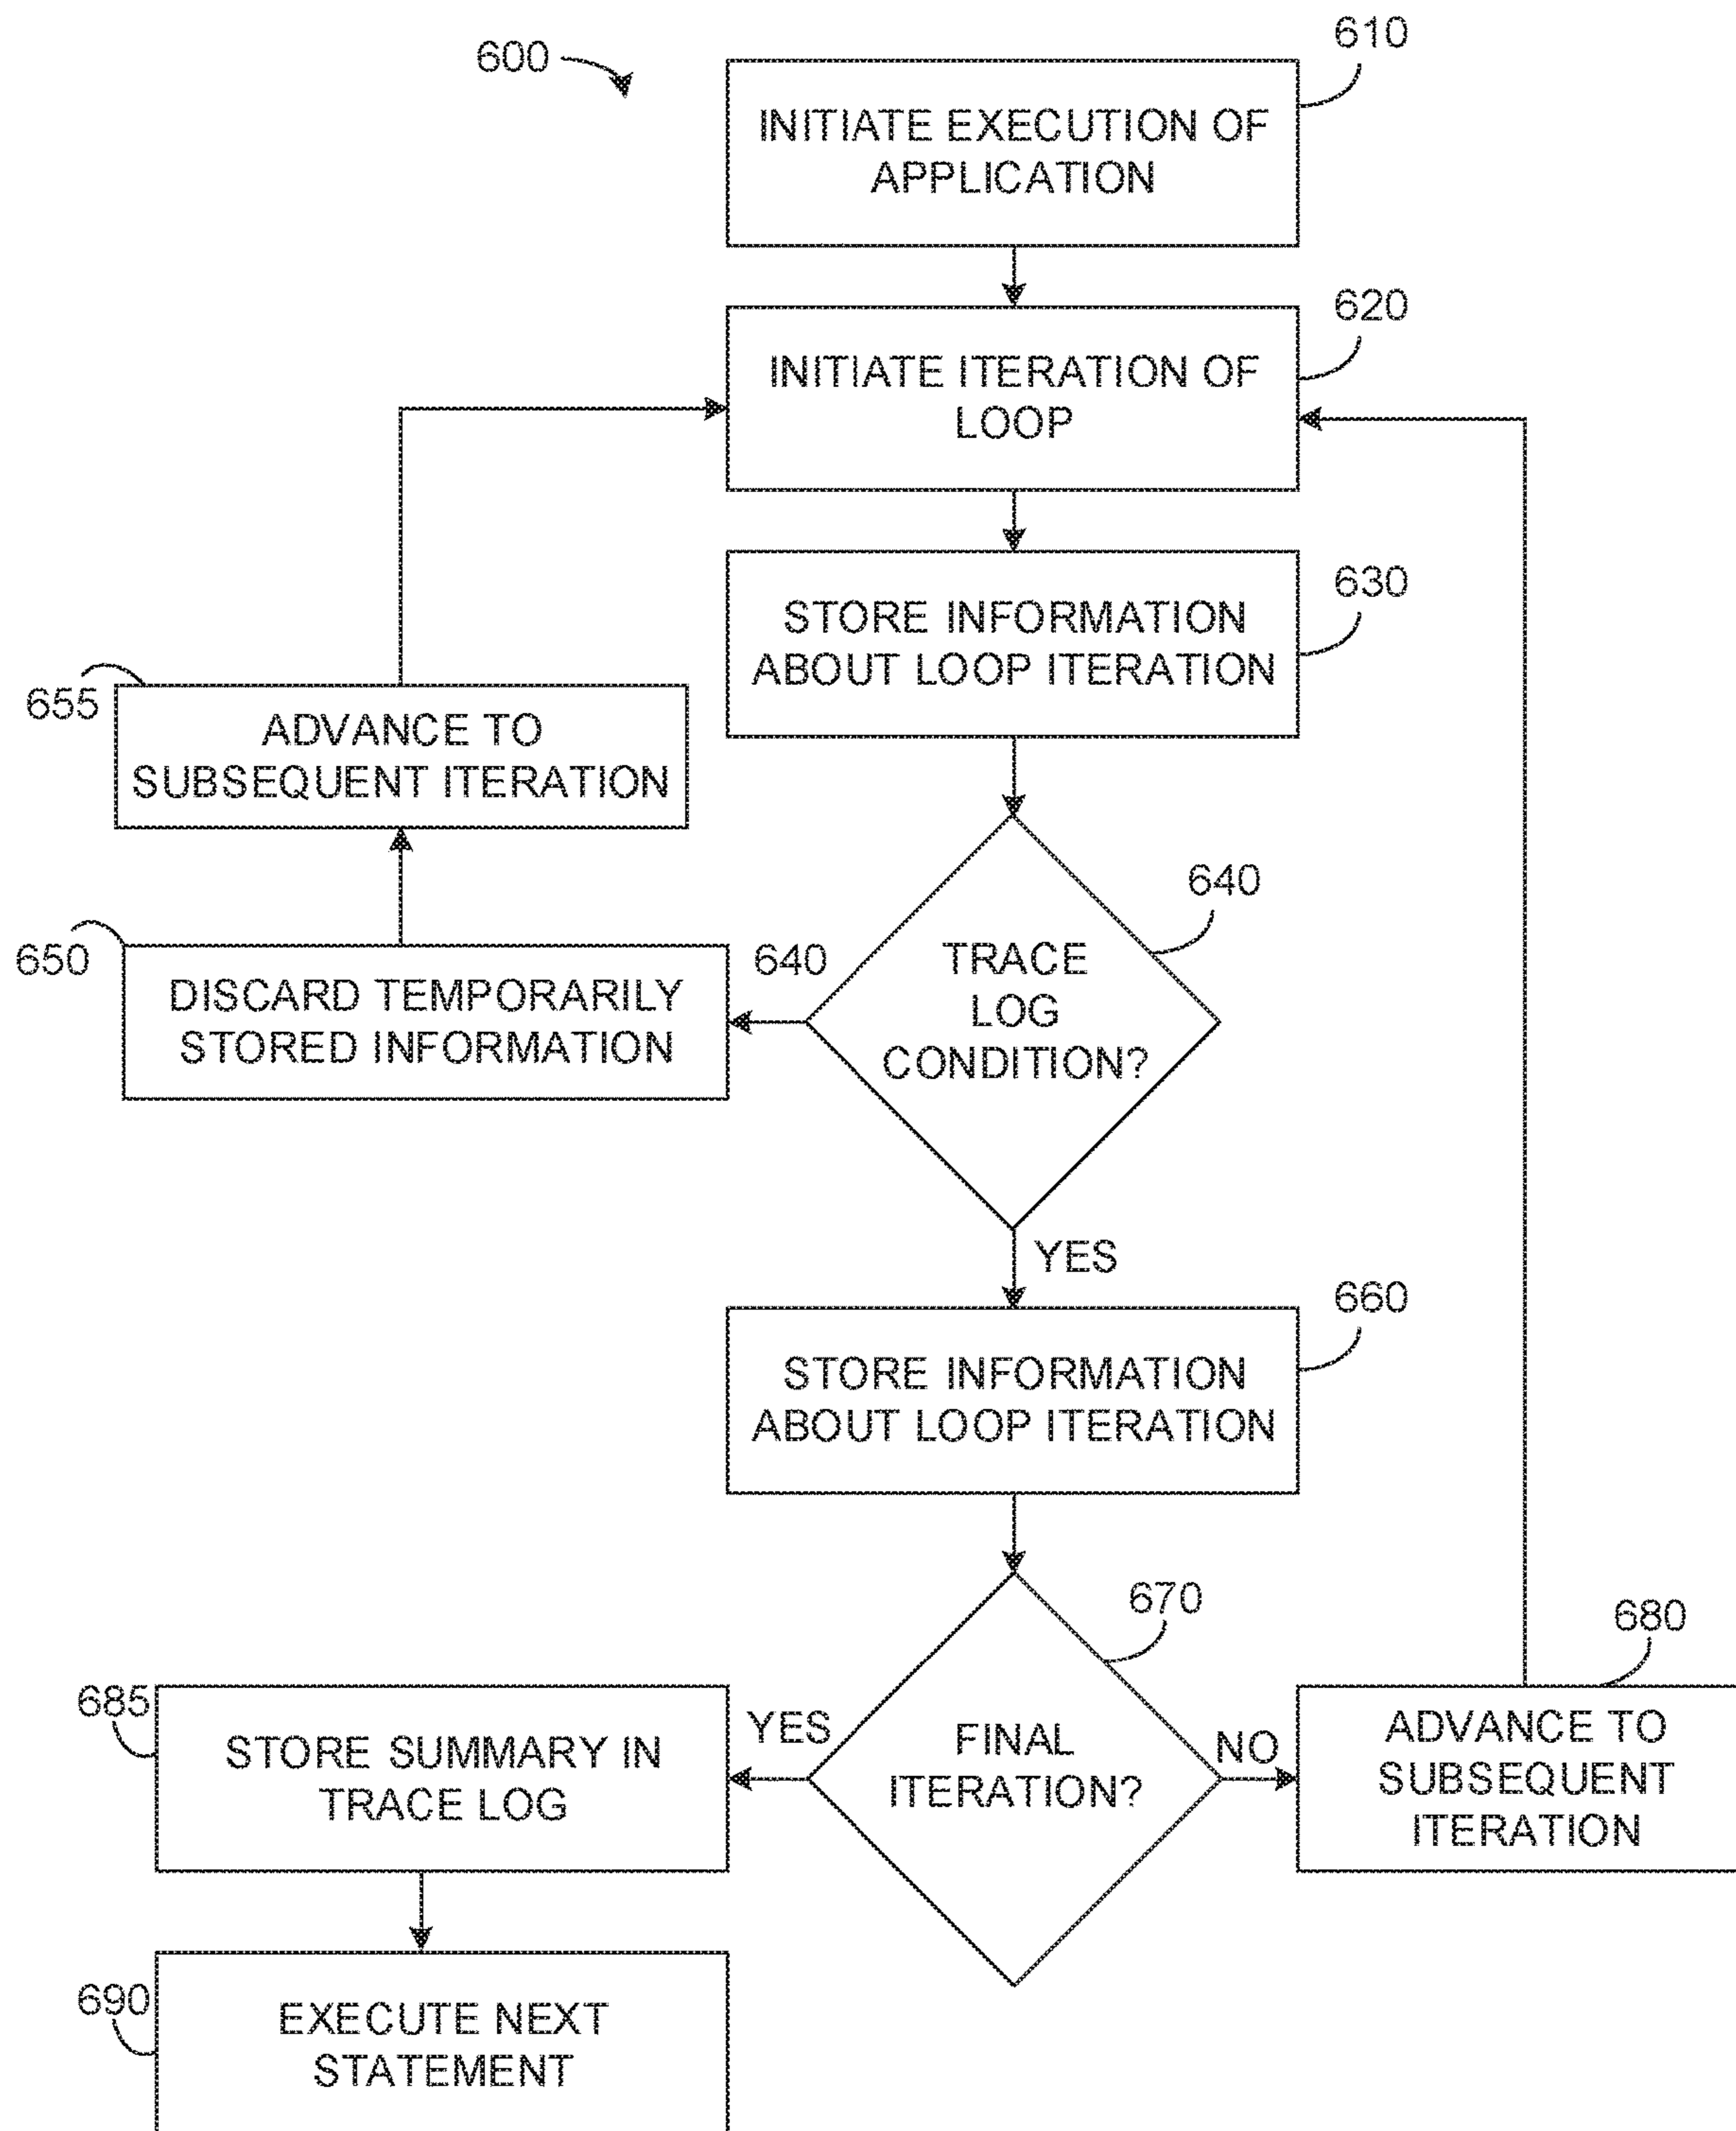 600
610
INITIATE EXECUTION OF
APPLICATION
620
INITIATE ITERATION OF
LOOP
630
STORE INFORMATION
ABOUT LOOP ITERATION
655
ADVANCE TO
SUBSEQUENT ITERATION
640
TRACE
LOG
CONDITION?
640
650
DISCARD TEMPORARILY
STORED INFORMATION
YES
660
STORE INFORMATION
ABOUT LOOP ITERATION
670
FINAL
ITERATION?
YES
NO
680
ADVANCE TO
SUBSEQUENT
ITERATION
685
STORE SUMMARY IN
TRACE LOG
690
EXECUTE NEXT
STATEMENT